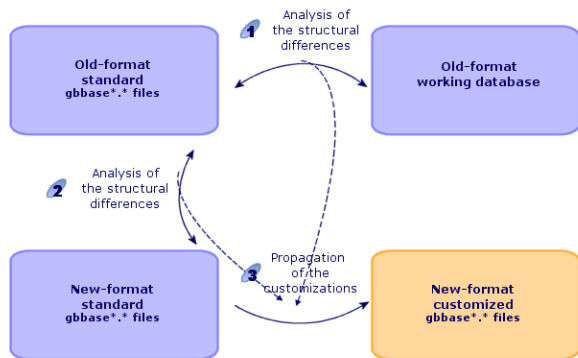 1
Analysis of
the structural
differences
Old-format
standard
gbbase*.* files
Old-format
working database
2
Analysis of
the structural
differences
3
Propagation
of the
customizations
New-format
standard
gbbase*.* files
New-format
customized
gbbase*.* files